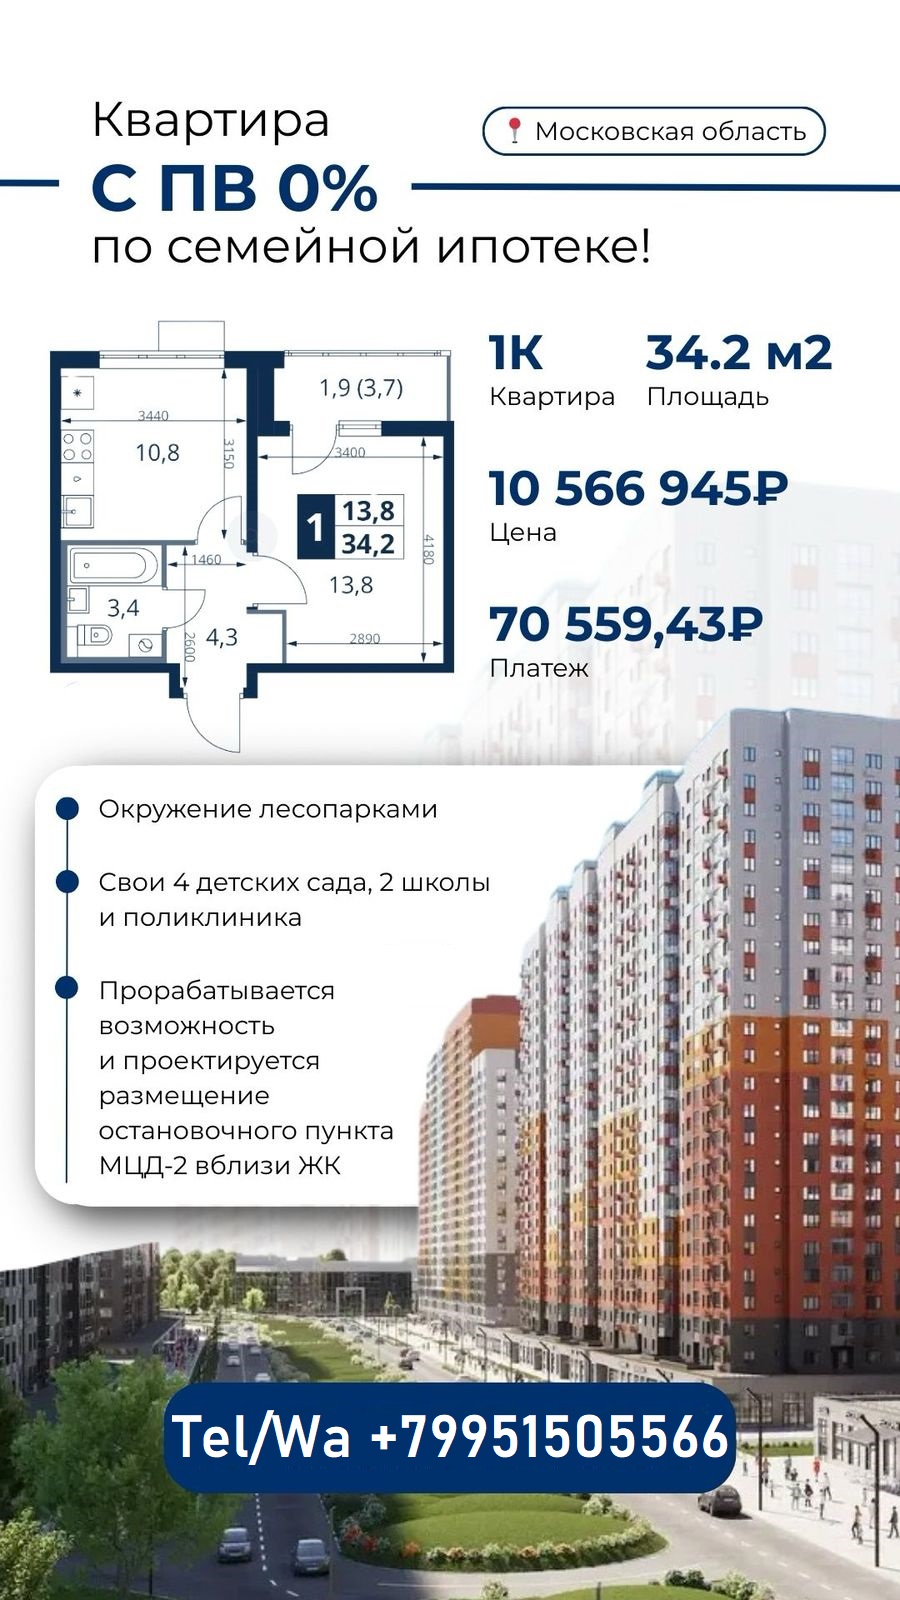 Квартира
📍 Московская область
С ПВ 0%
по семейной ипотеке!
1К
34.2 м2
Квартира
Площадь
10 566 945₽
Цена
70 559,43₽
Платеж
1,9 (3,7)
3440
10,8
3150
3400
1
13,8
34,2
4180
1460
13,8
3,4
4,3
2600
2890
Окружение лесопарками
Свои 4 детских сада, 2 школы
и поликлиника
Прорабатывается
возможность
и проектируется
размещение
остановочного пункта
МЦД-2 вблизи ЖК
Tel/Wa +79951505566